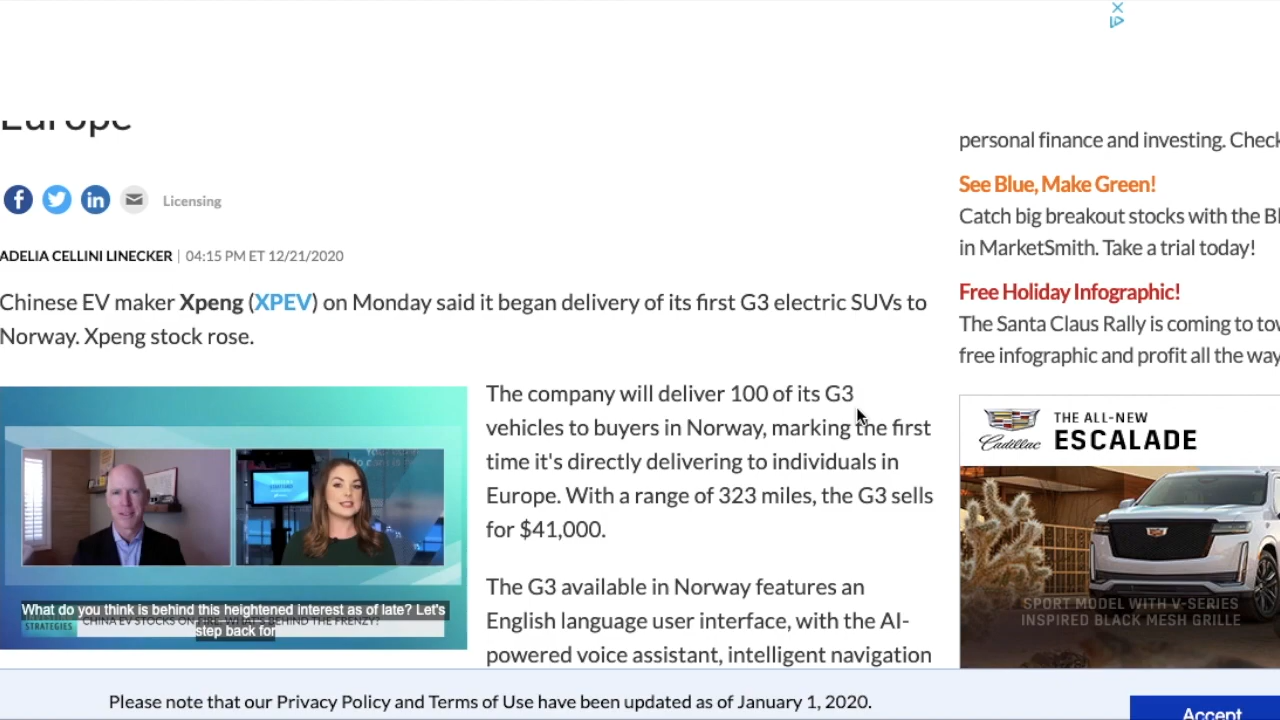 Europe
Licensing
ADELIA CELLINI LINECKER | 04:15 PM ET 12/21/2020
Chinese EV maker Xpeng (XPEV) on Monday said it began delivery of its first G3 electric SUVs to
Norway. Xpeng stock rose.
The company will deliver 100 of its G3
vehicles to buyers in Norway, marking the first
time it's directly delivering to individuals in
Europe. With a range of 323 miles, the G3 sells
for $41,000.
The G3 available in Norway features an
English language user interface, with the AI-
powered voice assistant, intelligent navigation
What do you think is behind this heightened interest as of late? Let's
step back for
INVESTING
STRATEGIES
CHINA EV STOCKS ON FIRE: WHAT'S BEHIND THE FRENZY?
personal finance and investing. Check
See Blue, Make Green!
Catch big breakout stocks with the Bl
in MarketSmith. Take a trial today!
Free Holiday Infographic!
The Santa Claus Rally is coming to tow
free infographic and profit all the way
Cadillac
THE ALL-NEW
ESCALADE
SPORT MODEL WITH V-SERIES
INSPIRED BLACK MESH GRILLE
Please note that our Privacy Policy and Terms of Use have been updated as of January 1, 2020.
Accept